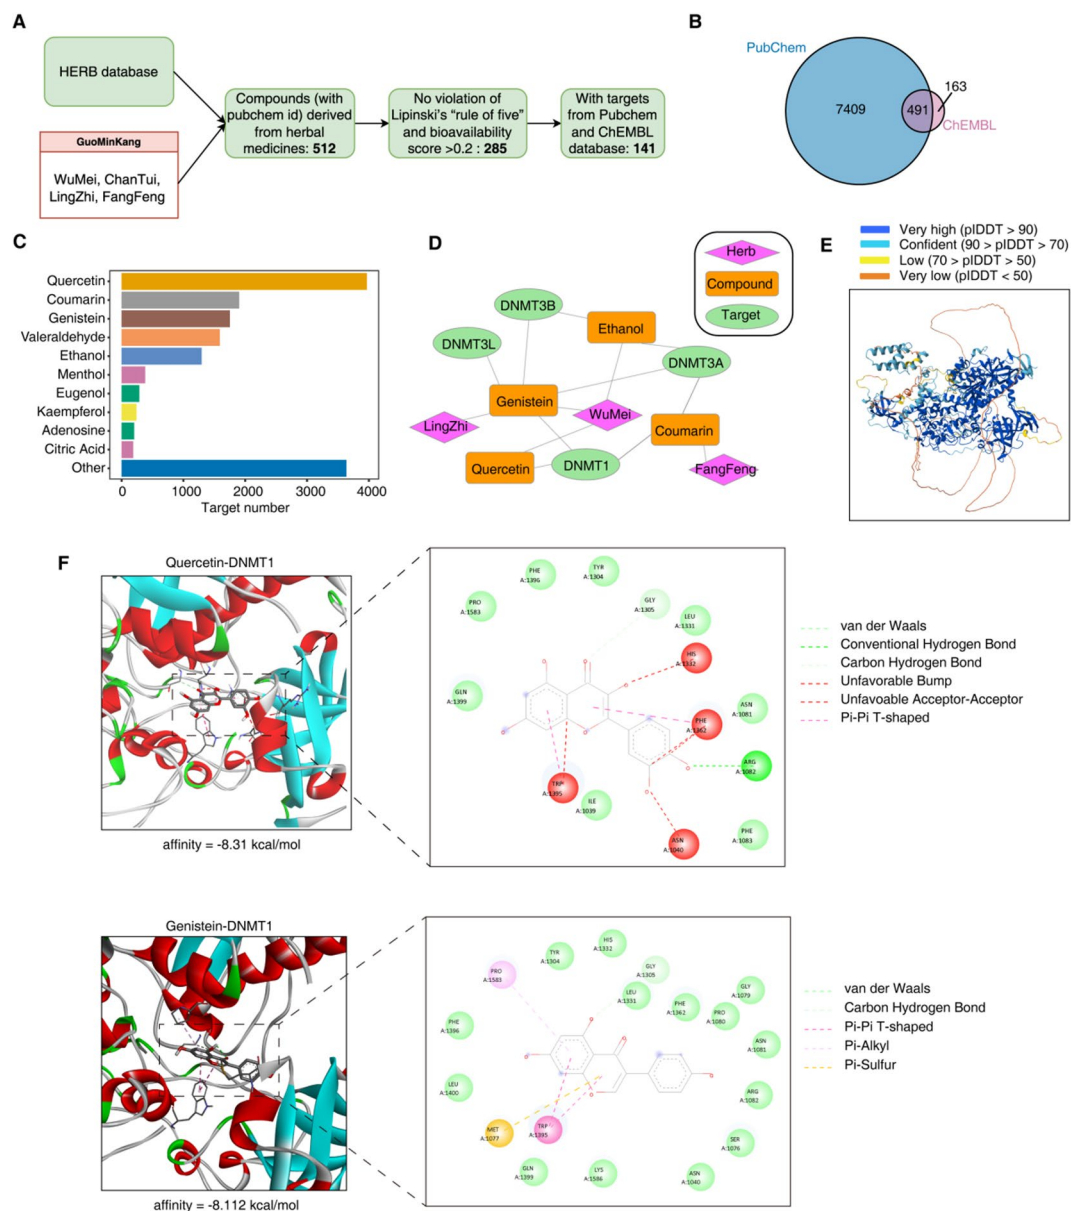 A
HERB database
GuoMinKang
WuMei, ChanTui,
LingZhi, FangFeng
Compounds (with
pubchem id) derived
from herbal
medicines: 512
No violation of
Lipinski's "rule of five"
and bioavailability
score >0.2 : 285
With targets
from Pubchem
and ChEMBL
database: 141
B
PubChem
7409
491
163
ChEMBL
C
Quercetin
Coumarin
Genistein
Valeraldehyde
Ethanol
Menthol
Eugenol
Kaempferol
Adenosine
Citric Acid
Other
0
1000
2000
3000
4000
Target number
D
Herb
Compound
Target
DNMT3B
Ethanol
DNMT3L
DNMT3A
Genistein
WuMei
LingZhi
Coumarin
Quercetin
DNMT1
FangFeng
E
Very high (plDDT > 90)
Confident (90 > plDDT > 70)
Low (70 > plDDT > 50)
Very low (plDDT < 50)
F
Quercetin-DNMT1
affinity = -8.31 kcal/mol
PHE
A:1396
TYR
A:1304
PRO
A:1583
GLY
A:1305
LEU
A:1331
HIS
A:1332
GLN
A:1399
ASN
A:1081
PHE
A:1362
ARG
A:1082
TRP
A:1395
ILE
A:1039
PHE
A:1083
ASN
A:1040
van der Waals
Conventional Hydrogen Bond
Carbon Hydrogen Bond
Unfavorable Bump
Unfavoable Acceptor-Acceptor
Pi-Pi T-shaped
Genistein-DNMT1
affinity = -8.112 kcal/mol
HIS
A:1332
TYR
A:1304
PRO
A:1583
GLY
A:1305
LEU
A:1331
GLY
A:1079
PHE
A:1362
PRO
A:1080
PHE
A:1396
ASN
A:1081
LEU
A:1400
ARG
A:1082
MET
A:1077
TRP
A:1395
SER
A:1076
GLN
A:1399
LYS
A:1586
ASN
A:1040
van der Waals
Carbon Hydrogen Bond
Pi-Pi T-shaped
Pi-Alkyl
Pi-Sulfur